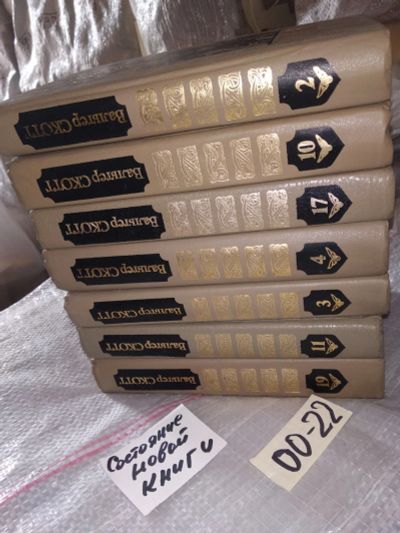 Вальтер СКОТТ
2
Вальтер СКОТТ
10
Вальтер СКОТТ
17
Вальтер СКОТТ
4
Вальтер СКОТТ
3
Вальтер СКОТТ
11
Вальтер СКОТТ
19
Состояние
новой
книги
00-22